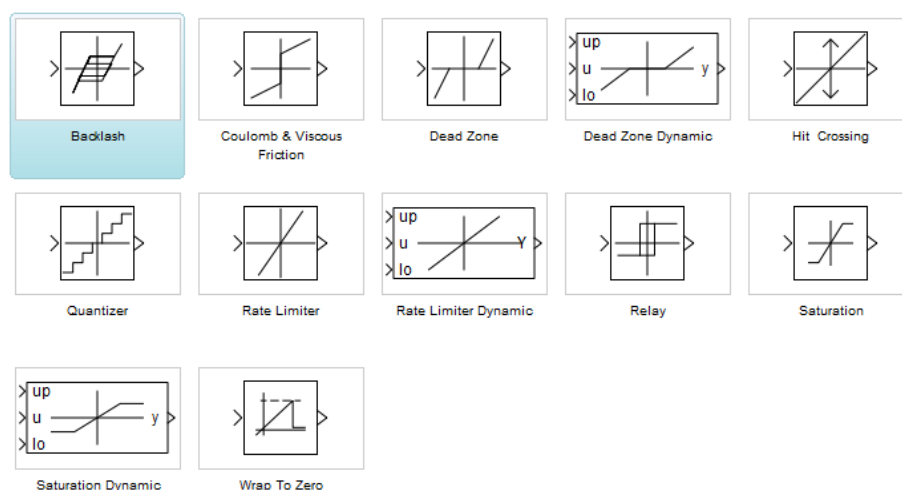 up
u y
lo
Backlash
Coulomb & Viscous
Friction
Dead Zone
Dead Zone Dynamic
Hit Crossing
up
u Y
lo
Quantizer
Rate Limiter
Rate Limiter Dynamic
Relay
Saturation
up
u y
lo
Saturation Dynamic
Wrap To Zero